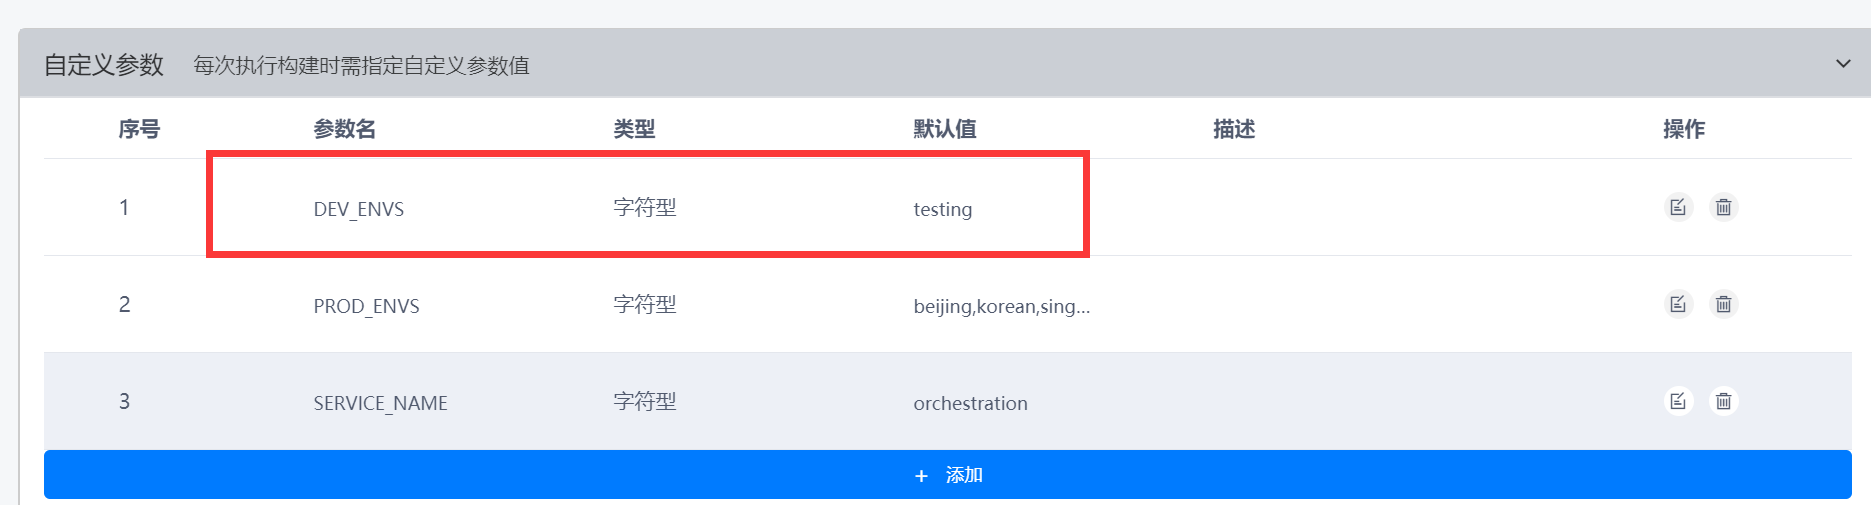 自定义参数 每次执行构建时需指定自定义参数值
序号 参数名 类型 默认值 描述 操作
1 DEV_ENVS 字符型 testing
2 PROD_ENVS 字符型 beijing,korean,sing...
3 SERVICE_NAME 字符型 orchestration
+ 添加